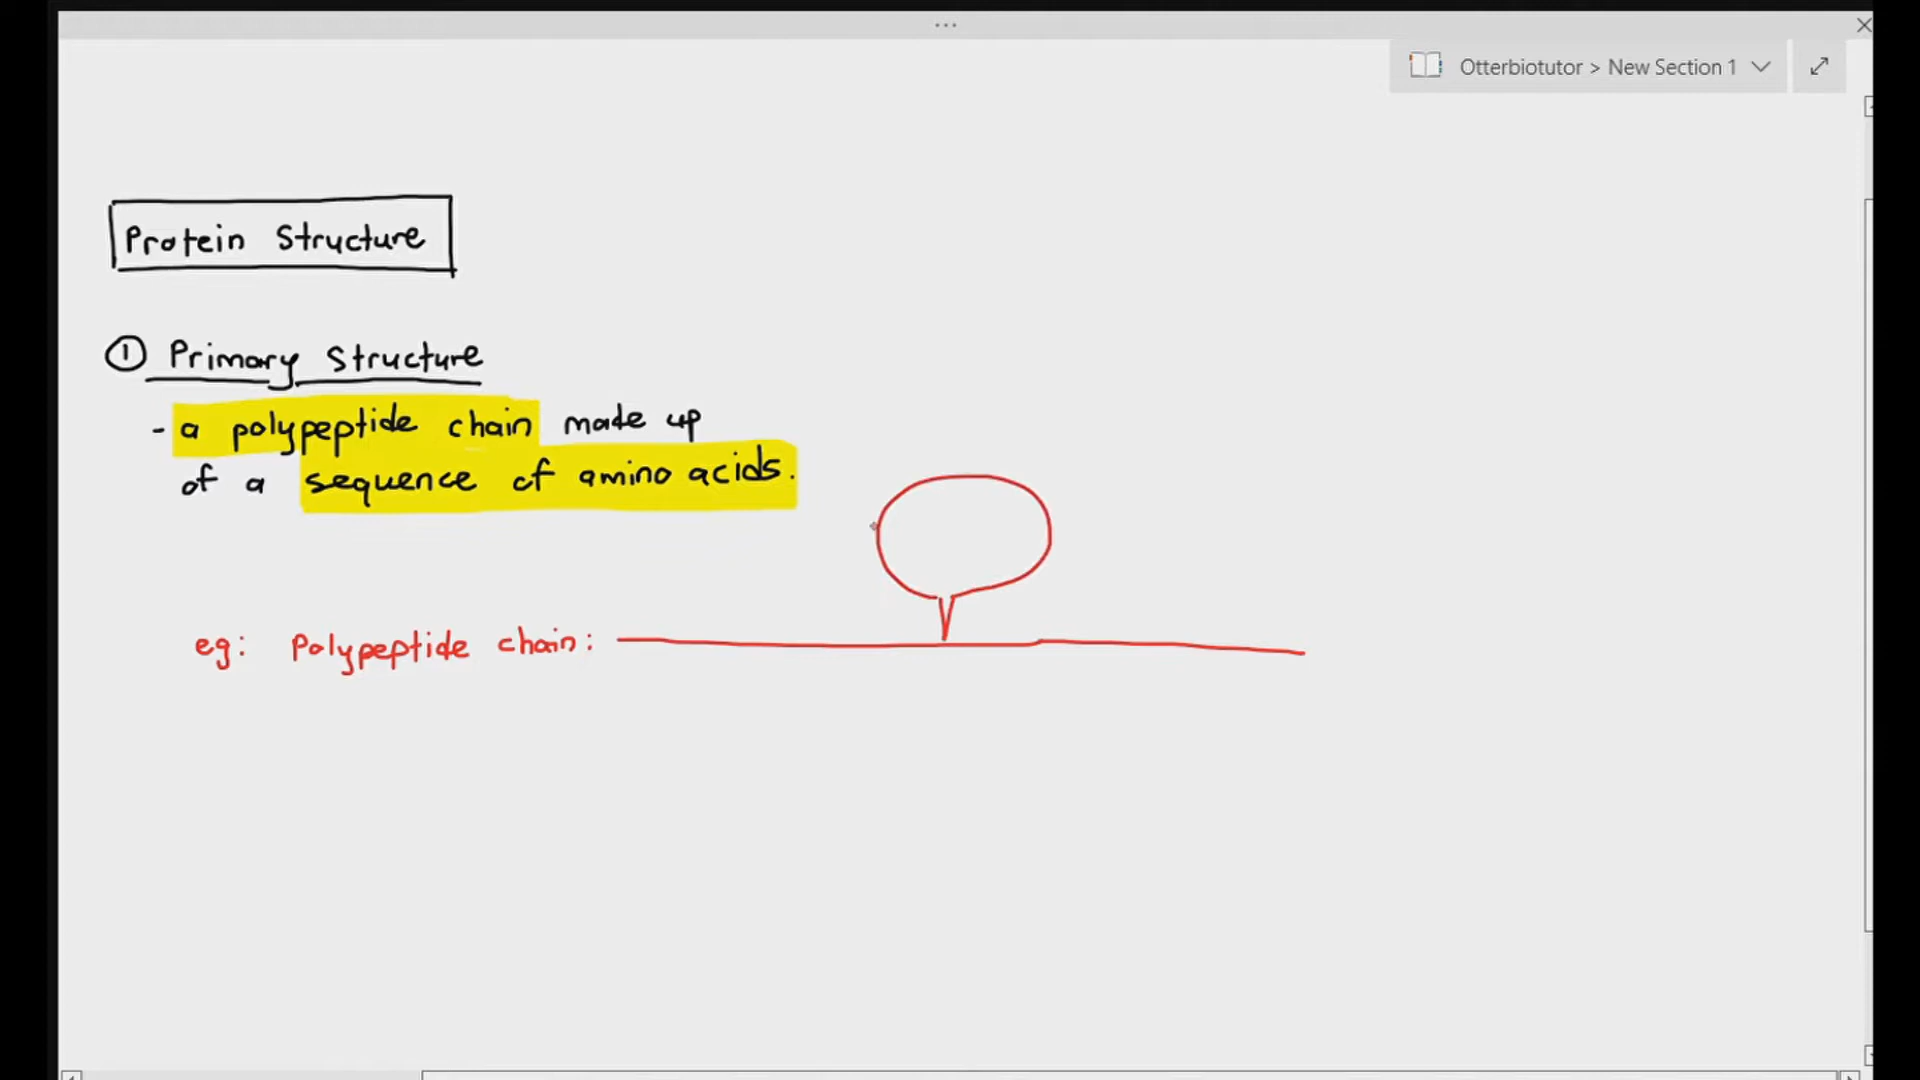 ...
Otterbiotutor > New Section 1
Protein Structure
① Primary Structure
- a polypeptide chain made up
of a sequence of amino acids.
eg: Polypeptide chain: